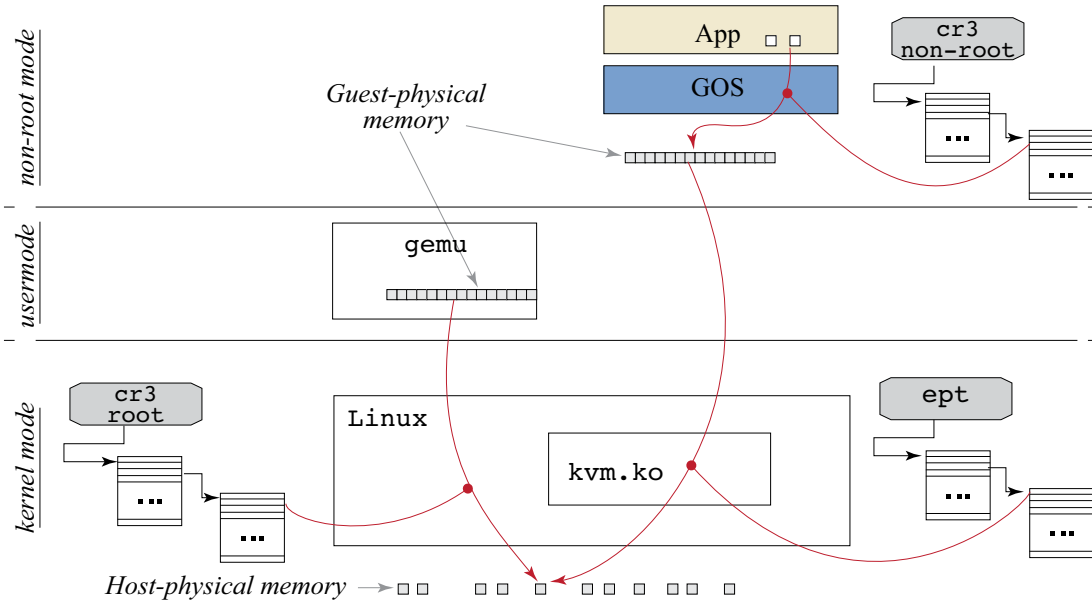 non-root mode
App
GOS
cr3
non-root
Guest-physical
memory
usermode
gemu
kernel mode
cr3
root
Linux
kvm.ko
ept
Host-physical memory